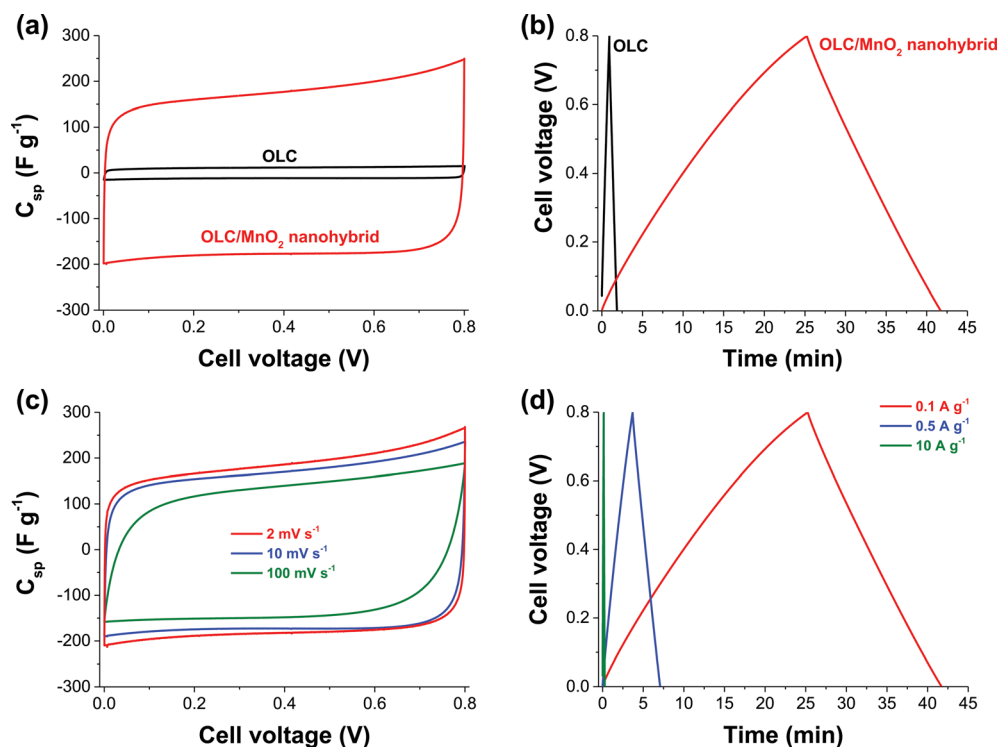 (a)
300
200
100
0
-100
-200
-300
C_sp (F g⁻¹)
OLC
OLC/MnO₂ nanohybrid
0.0 0.2 0.4 0.6 0.8
Cell voltage (V)
(b)
0.8
0.6
0.4
0.2
0.0
Cell voltage (V)
OLC
OLC/MnO₂ nanohybrid
0 5 10 15 20 25 30 35 40 45
Time (min)
(c)
300
200
100
0
-100
-200
-300
C_sp (F g⁻¹)
2 mV s⁻¹
10 mV s⁻¹
100 mV s⁻¹
0.0 0.2 0.4 0.6 0.8
Cell voltage (V)
(d)
0.8
0.6
0.4
0.2
0.0
Cell voltage (V)
0.1 A g⁻¹
0.5 A g⁻¹
10 A g⁻¹
0 5 10 15 20 25 30 35 40 45
Time (min)